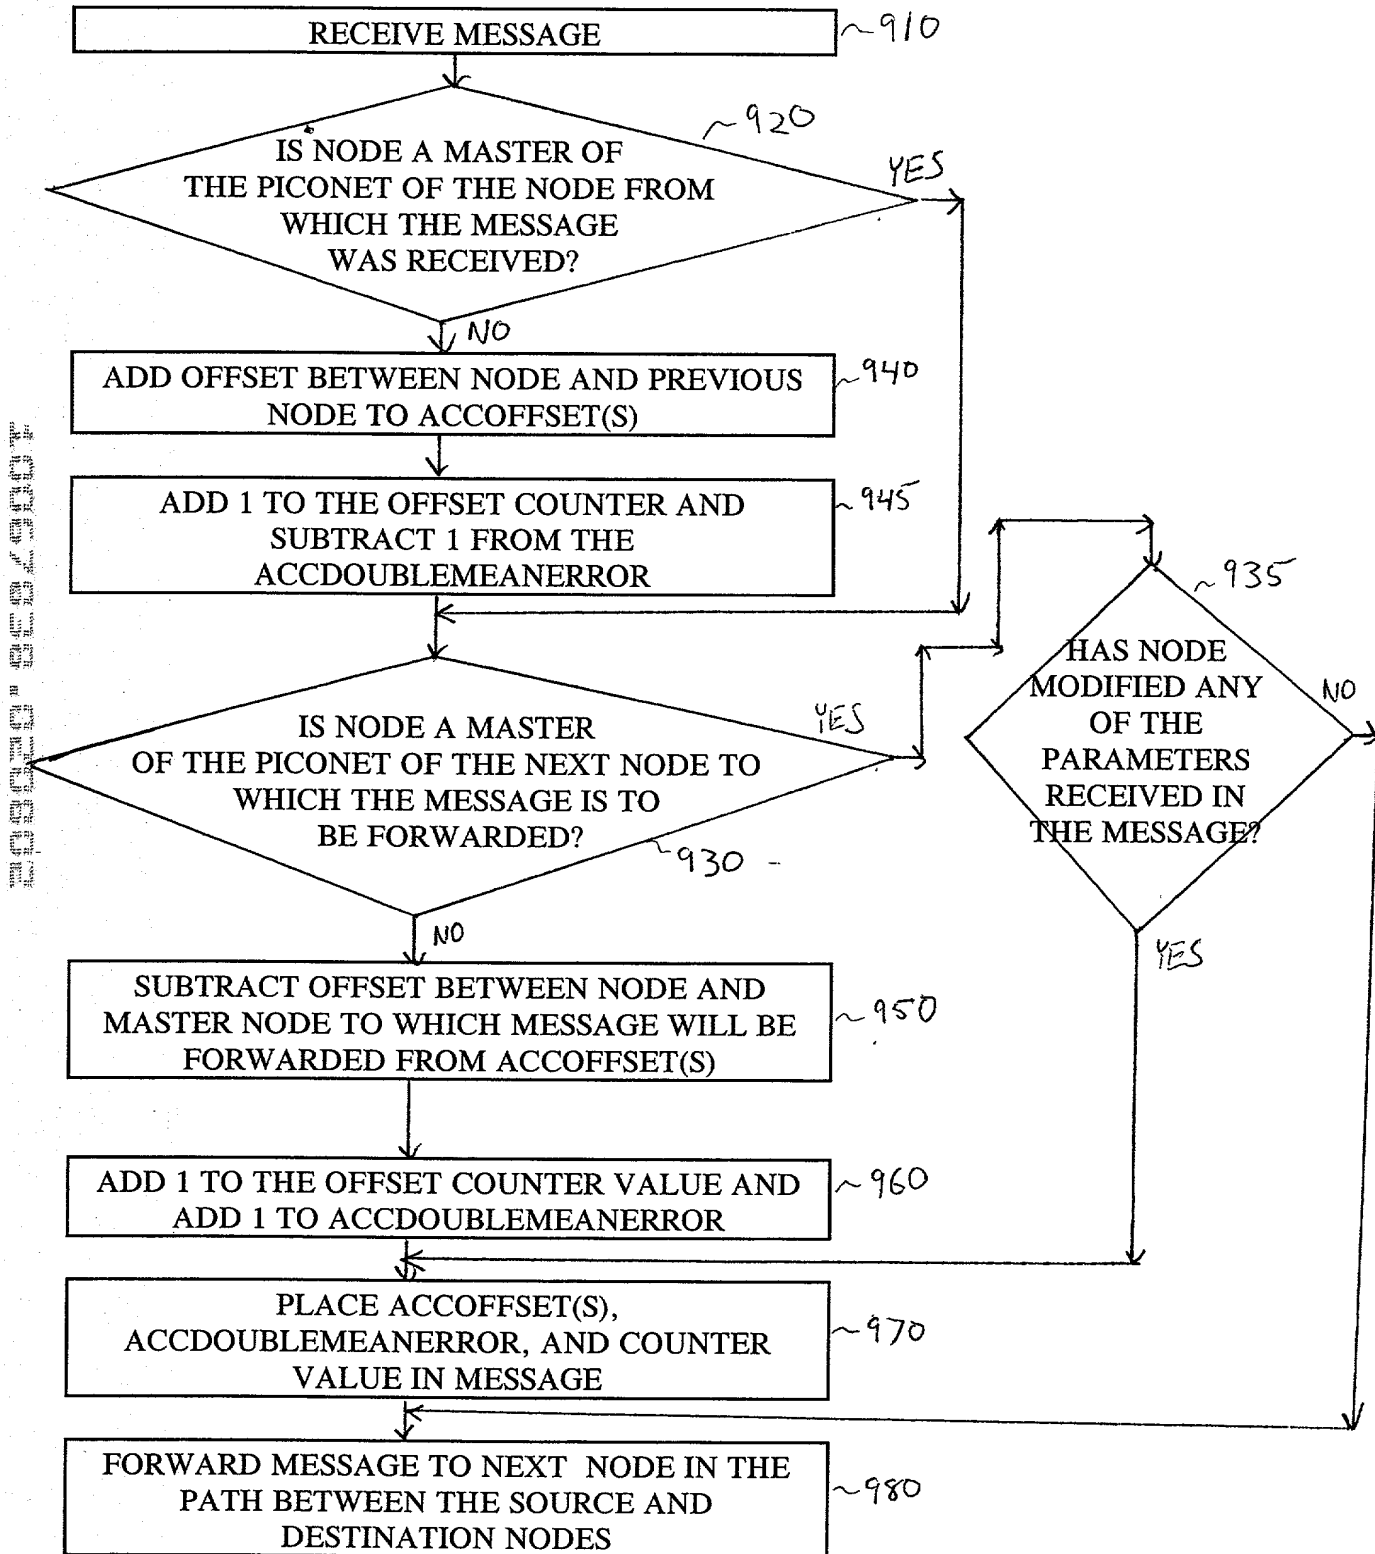 RECEIVE MESSAGE
~910
IS NODE A MASTER OF
THE PICONET OF THE NODE FROM
WHICH THE MESSAGE
WAS RECEIVED?
~920
YES
NO
ADD OFFSET BETWEEN NODE AND PREVIOUS
NODE TO ACCOFFSET(S)
~940
ADD 1 TO THE OFFSET COUNTER AND
SUBTRACT 1 FROM THE
ACCDOUBLEMEANERROR
~945
IS NODE A MASTER
OF THE PICONET OF THE NEXT NODE TO
WHICH THE MESSAGE IS TO
BE FORWARDED?
~930
YES
NO
HAS NODE
MODIFIED ANY
OF THE
PARAMETERS
RECEIVED IN
THE MESSAGE?
~935
NO
YES
SUBTRACT OFFSET BETWEEN NODE AND
MASTER NODE TO WHICH MESSAGE WILL BE
FORWARDED FROM ACCOFFSET(S)
~950
ADD 1 TO THE OFFSET COUNTER VALUE AND
ADD 1 TO ACCDOUBLEMEANERROR
~960
PLACE ACCOFFSET(S),
ACCDOUBLEMEANERROR, AND COUNTER
VALUE IN MESSAGE
~970
FORWARD MESSAGE TO NEXT NODE IN THE
PATH BETWEEN THE SOURCE AND
DESTINATION NODES
~980